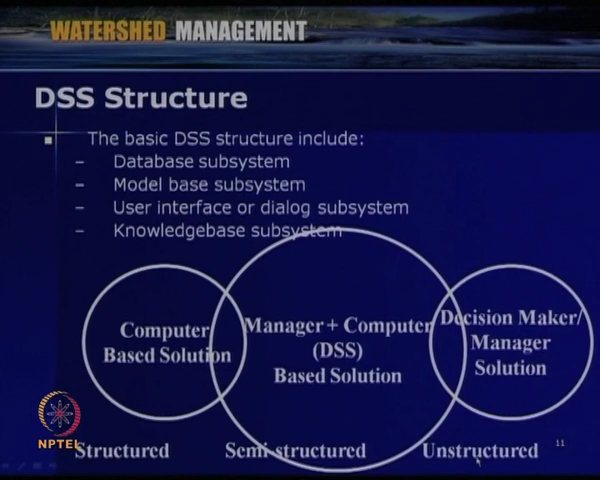 WATERSHED MANAGEMENT
DSS Structure
The basic DSS structure include:
– Database subsystem
– Model base subsystem
– User interface or dialog subsystem
– Knowledgebase subsystem
Computer
Based Solution
Manager + Computer
(DSS)
Based Solution
Decision Maker/
Manager
Solution
Structured
Semi-structured
Unstructured
NPTEL
11